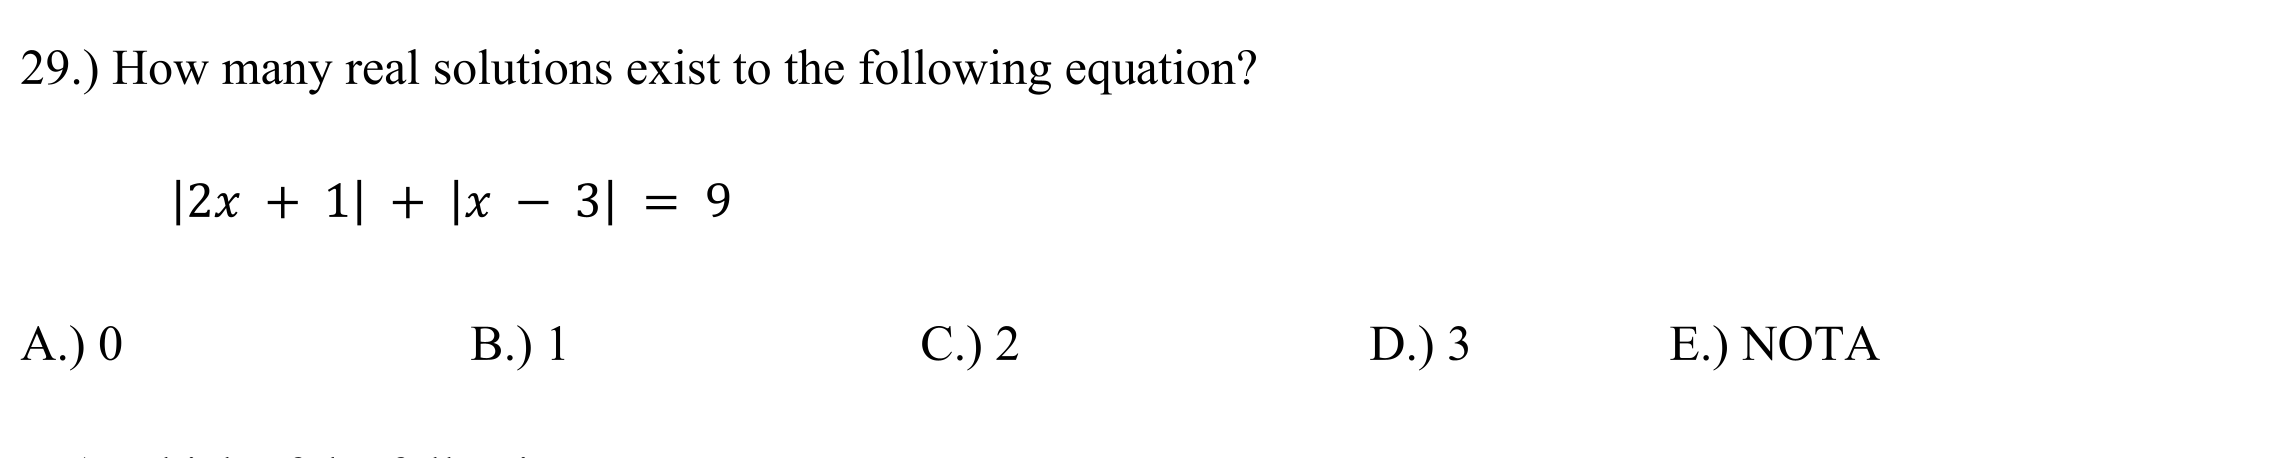 29.) How many real solutions exist to the following equation?
|2x + 1| + |x − 3| = 9
A.) 0 B.) 1 C.) 2 D.) 3 E.) NOTA